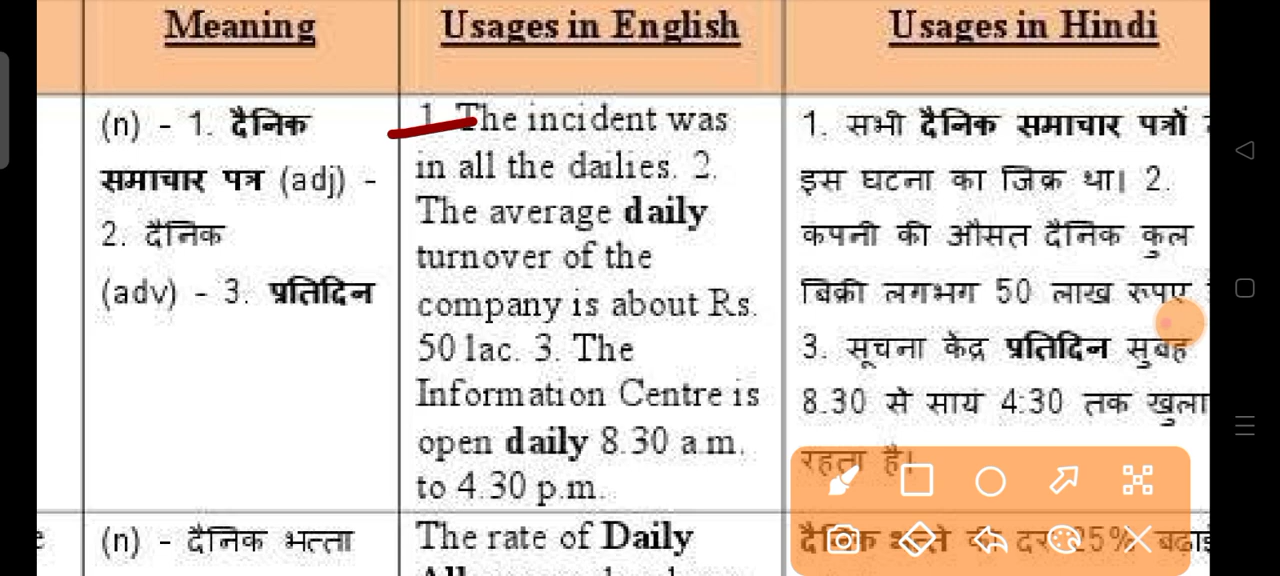 Meaning
Usages in English
Usages in Hindi
(n) - 1. दैनिक
समाचार पत्र (adj) -
2. दैनिक
(adv) - 3. प्रतिदिन
1. The incident was
in all the dailies. 2.
The average daily
turnover of the
company is about Rs.
50 lac. 3. The
Information Centre is
open daily 8.30 a.m.
to 4.30 p.m.
1. सभी दैनिक समाचार पत्रों
इस घटना का जिक्र था। 2.
कंपनी की औसत दैनिक कुल
बिक्री लगभग 50 लाख रुपए
3. सूचना केंद्र प्रतिदिन सुबह
8.30 से सायं 4:30 तक खुला
रहता है।
(n) - दैनिक भत्ता
The rate of Daily
दैनिक भत्ते की दर 25%